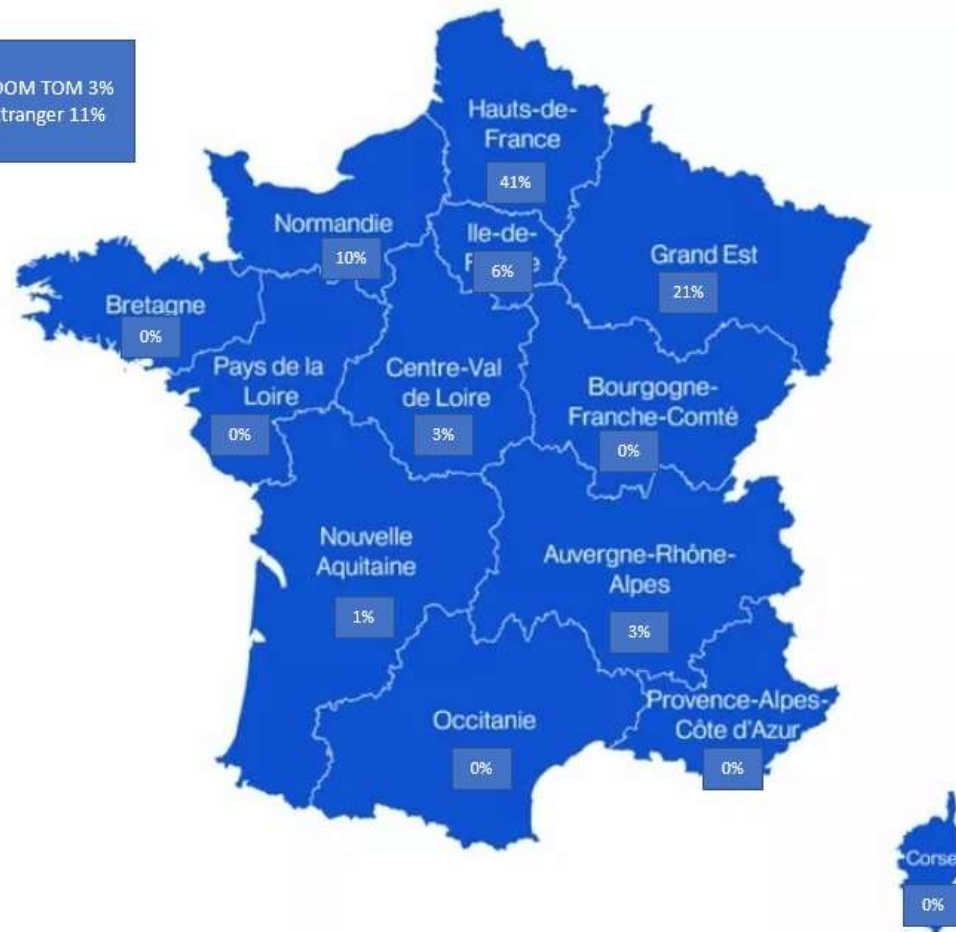 OM TOM 3%
tranger 11%
Hauts-de-
France
41%
Normandie
10%
Ile-de-
6%
Grand Est
21%
Bretagne
0%
Pays de la
Loire
0%
Centre-Val
de Loire
3%
Bourgogne-
Franche-Comté
0%
Nouvelle
Aquitaine
1%
Auvergne-Rhône-
Alpes
3%
Occitanie
0%
Provence-Alpes-
Côte d'Azur
0%
Corse
0%